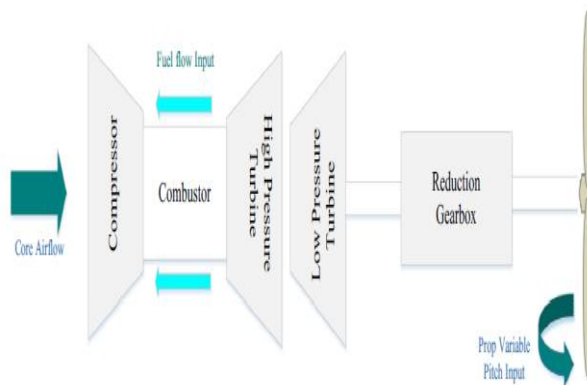 Fuel flow Input
Compressor
Combustor
High Pressure
Turbine
Low Pressure
Turbine
Reduction
Gearbox
Core Airflow
Prop Variable
Pitch Input